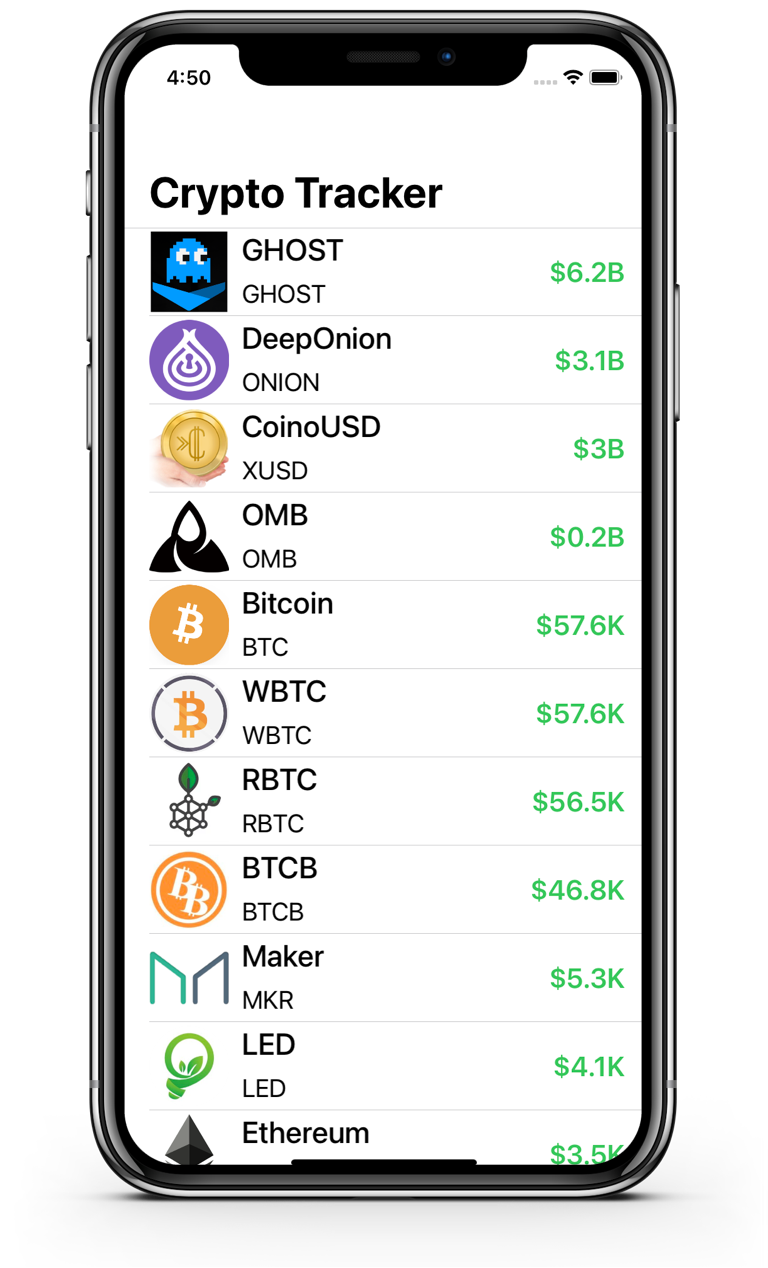 4:50
Crypto Tracker
GHOST
GHOST
$6.2B
DeepOnion
ONION
$3.1B
CoinoUSD
XUSD
$3B
OMB
OMB
$0.2B
Bitcoin
BTC
$57.6K
WBTC
WBTC
$57.6K
RBTC
RBTC
$56.5K
BTCB
BTCB
$46.8K
Maker
MKR
$5.3K
LED
LED
$4.1K
Ethereum
$3.5K